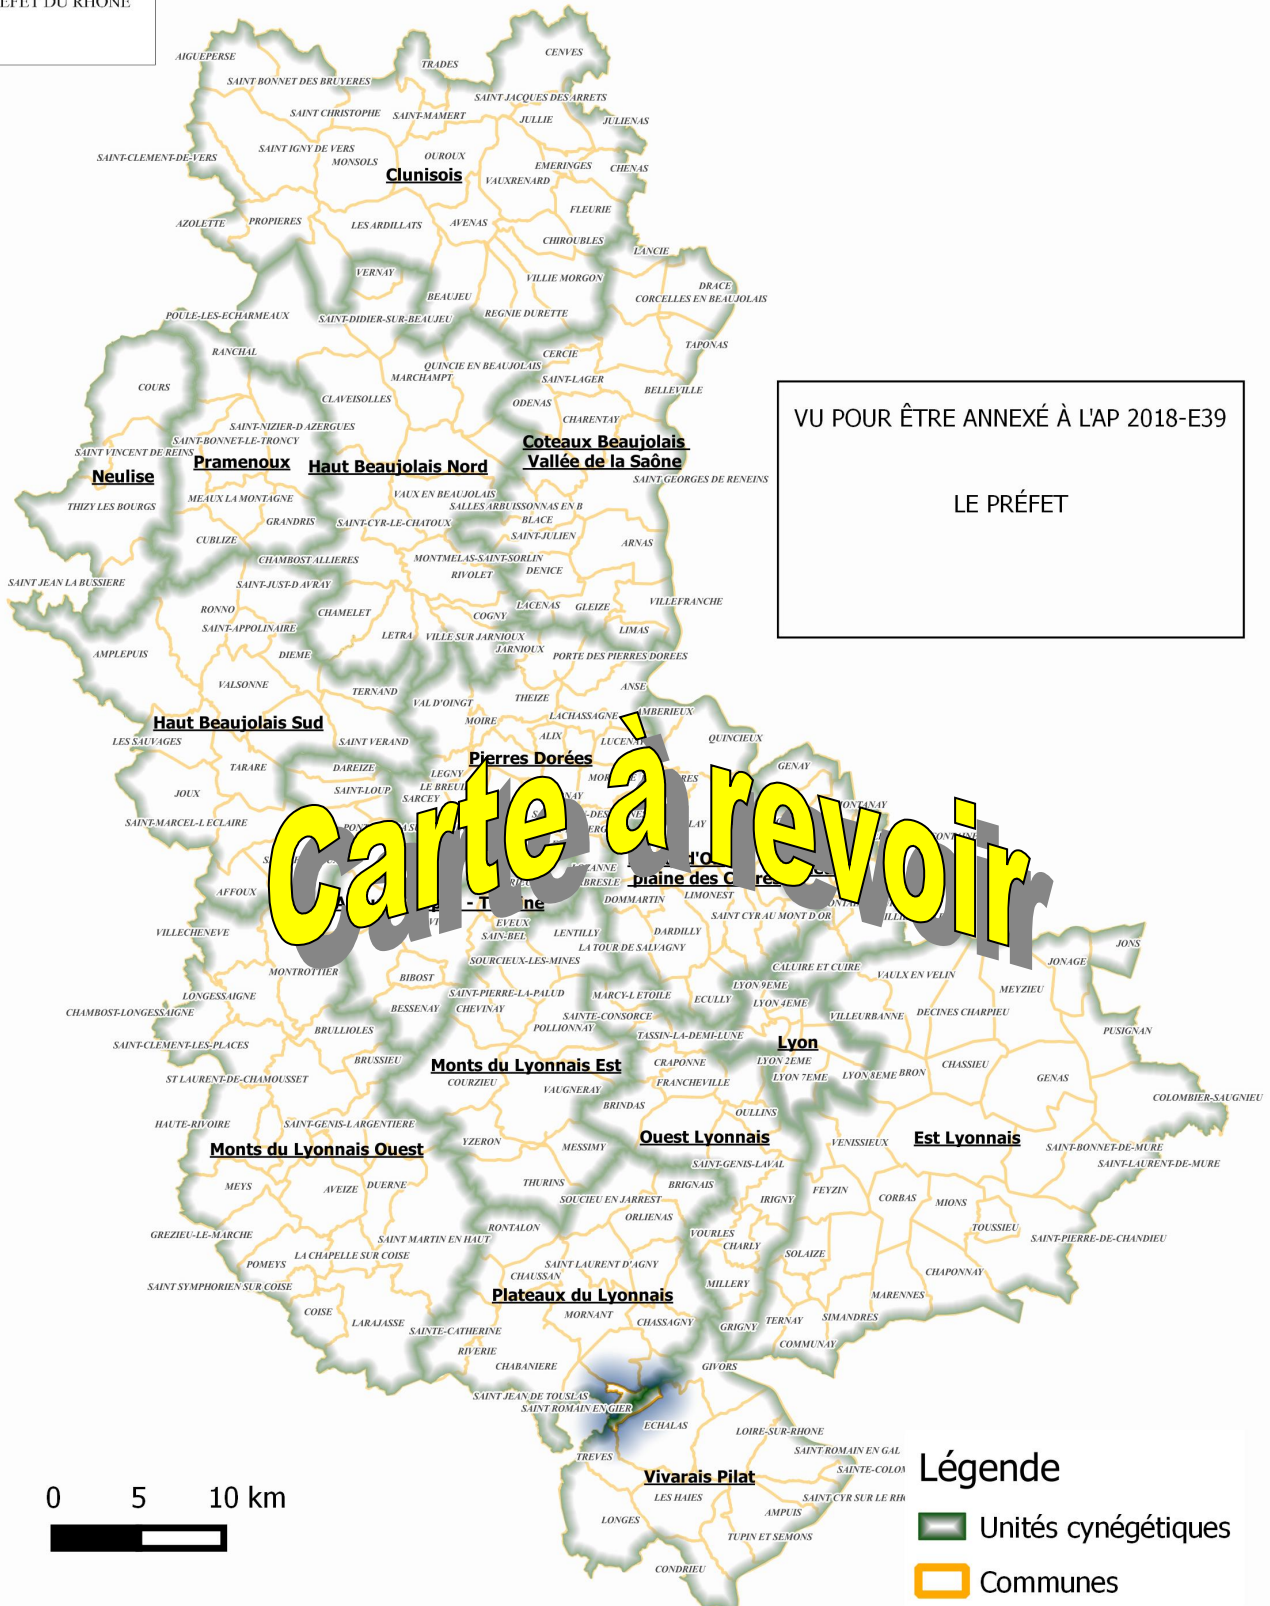 PREFET DU RHONE
AIGUEPERSE
CENVES
TRADES
SAINT BONNET DES BRUYERES
SAINT JACQUES DES ARRETS
SAINT CHRISTOPHE
SAINT-MAMERT
JULLIE
JULIENAS
SAINT-CLEMENT-DE-VERS
SAINT IGNY DE VERS
MONSOLS
OUROUX
EMERINGES
CHENAS
Clunisois
VAUXRENARD
FLEURIE
AZOLETTE
PROPIERES
LES ARDILLATS
AVENAS
CHIROUBLES
LANCIE
VERNAY
VILLIE MORGON
DRACE
BEAUJEU
CORCELLES EN BEAUJOLAIS
POULE-LES-ECHARMEAUX
SAINT-DIDIER-SUR-BEAUJEU
REGNIE DURETTE
RANCHAL
CERCIE
TAPONAS
QUINCIE EN BEAUJOLAIS
MARCHAMPT
SAINT-LAGER
COURS
BELLEVILLE
CLAVEISOLLES
ODENAS
CHARENTAY
VU POUR ÊTRE ANNEXÉ À L'AP 2018-E39
LE PRÉFET
SAINT-NIZIER-D AZERGUES
SAINT-BONNET-LE-TRONCY
SAINT VINCENT DE REINS
Coteaux Beaujolais
Vallée de la Saône
Neulise
Pramenoux
Haut Beaujolais Nord
SAINT GEORGES DE RENEINS
THIZY LES BOURGS
MEAUX LA MONTAGNE
VAUX EN BEAUJOLAIS
SALLES ARBUISSONNAS EN B
GRANDRIS
SAINT-CYR-LE-CHATOUX
BLACE
CUBLIZE
SAINT-JULIEN
ARNAS
CHAMBOST ALLIERES
MONTMELAS-SAINT-SORLIN
SAINT JEAN LA BUSSIERE
SAINT-JUST-D AVRAY
RIVOLET
DENICE
RONNO
CHAMELET
LACENAS
GLEIZE
VILLEFRANCHE
COGNY
SAINT-APPOLINAIRE
LETRA
VILLE SUR JARNIOUX
LIMAS
AMPLEPUIS
DIEME
JARNIOUX
PORTE DES PIERRES DOREES
VALSONNE
TERNAND
VAL D'OINGT
THEIZE
ANSE
Haut Beaujolais Sud
MOIRE
LACHASSAGNE
AMBERIEUX
LES SAUVAGES
SAINT VERAND
ALIX
LUCENAY
QUINCIEUX
Pierres Dorées
TARARE
DAREIZE
LEGNY
GENAY
JOUX
SAINT-LOUP
LE BREUIL
SARCEY
SAINT-MARCEL-L ECLAIRE
Carte à revoir
plaine des
AFFOUX
DOMMARTIN
LIMONEST
SAINT CYR AU MONT D OR
VILLECHENEVE
EVEUX
SAIN-BEL
LENTILLY
DARDILLY
LA TOUR DE SALVAGNY
JONS
MONTROTTIER
BIBOST
SOURCIEUX-LES-MINES
CALUIRE ET CUIRE
VAULX EN VELIN
JONAGE
LONGESSAIGNE
BESSENAY
SAINT-PIERRE-LA-PALUD
CHEVINAY
MARCY-L ETOILE
ECULLY
LYON 9EME
LYON 4EME
MEYZIEU
CHAMBOST-LONGESSAIGNE
BRULLIOLES
POLLIONNAY
SAINTE-CONSORCE
VILLEURBANNE
DECINES CHARPIEU
SAINT-CLEMENT-LES-PLACES
TASSIN-LA-DEMI-LUNE
Lyon
PUSIGNAN
BRUSSIEU
Monts du Lyonnais Est
CRAPONNE
LYON 2EME
CHASSIEU
ST LAURENT-DE-CHAMOUSSET
COURZIEU
VAUGNERAY
FRANCHEVILLE
LYON 7EME
LYON 8EME
BRON
GENAS
COLOMBIER-SAUGNIEU
HAUTE-RIVOIRE
SAINT-GENIS-L ARGENTIERE
BRINDAS
OULLINS
Monts du Lyonnais Ouest
YZERON
MESSIMY
Ouest Lyonnais
VENISSIEUX
Est Lyonnais
SAINT-BONNET-DE-MURE
SAINT-LAURENT-DE-MURE
MEYS
AVEIZE
DUERNE
THURINS
SAINT-GENIS-LAVAL
BRIGNAIS
SOUCIEU EN JARREST
IRIGNY
FEYZIN
CORBAS
MIONS
GREZIEU-LE-MARCHE
SAINT MARTIN EN HAUT
RONTALON
ORLIENAS
VOURLES
TOUSSIEU
SAINT-PIERRE-DE-CHANDIEU
POMEYS
LA CHAPELLE SUR COISE
SAINT LAURENT D'AGNY
CHARLY
SOLAIZE
CHAPONNAY
SAINT SYMPHORIEN SUR COISE
CHAUSSAN
MILLERY
Plateaux du Lyonnais
MARENNES
COISE
LARAJASSE
MORNANT
CHASSAGNY
SAINTE-CATHERINE
GRIGNY
TERNAY
SIMANDRES
COMMUNAY
RIVERIE
CHABANIERE
GIVORS
SAINT JEAN DE TOUSLAS
SAINT ROMAIN EN GIER
ECHALAS
LOIRE-SUR-RHONE
TREVES
SAINT ROMAIN EN GAL
Vivarais Pilat
SAINTE-COLOM
LES HAIES
SAINT CYR SUR LE RH
LONGES
AMPUIS
TUPIN ET SEMONS
CONDRIEU
0 5 10 km
Légende
Unités cynégétiques
Communes